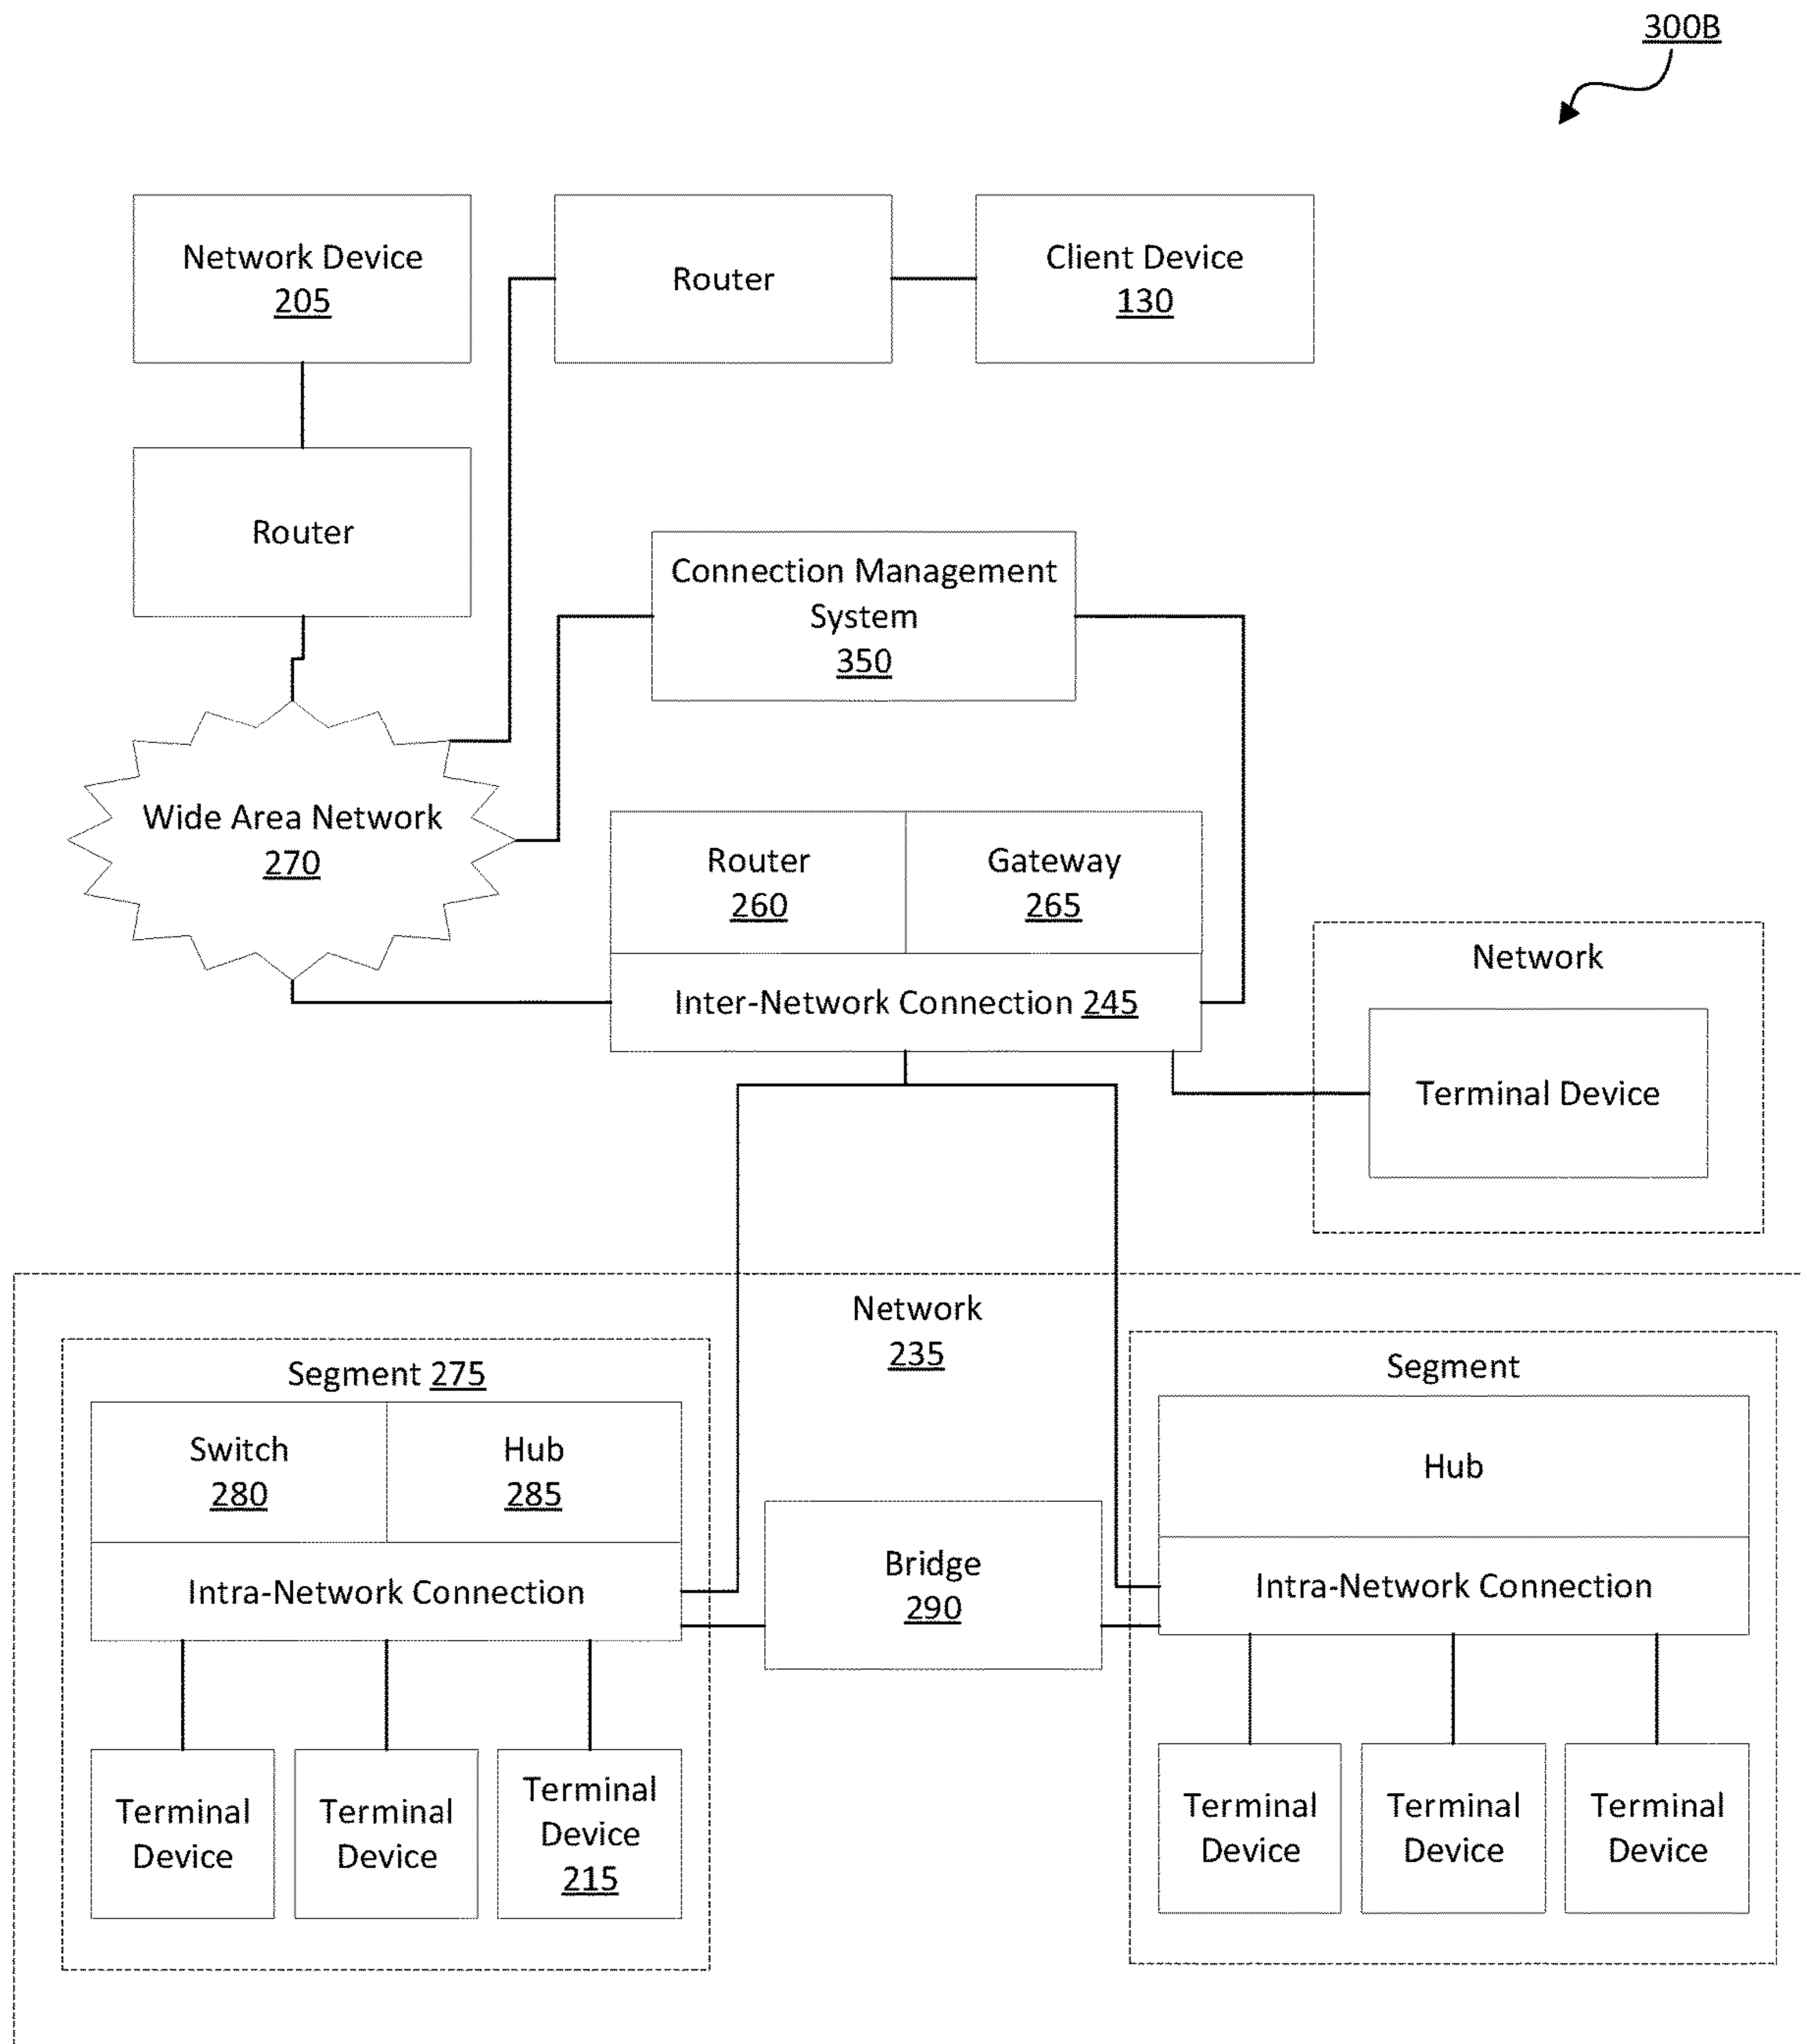 300B
Network Device
205
Router
Client Device
130
Router
Connection Management
System
350
Wide Area Network
270
Router
260
Gateway
265
Inter-Network Connection 245
Network
Terminal Device
Network
235
Segment 275
Switch
280
Hub
285
Intra-Network Connection
Terminal
Device
Terminal
Device
Terminal
Device
215
Bridge
290
Segment
Hub
Intra-Network Connection
Terminal
Device
Terminal
Device
Terminal
Device